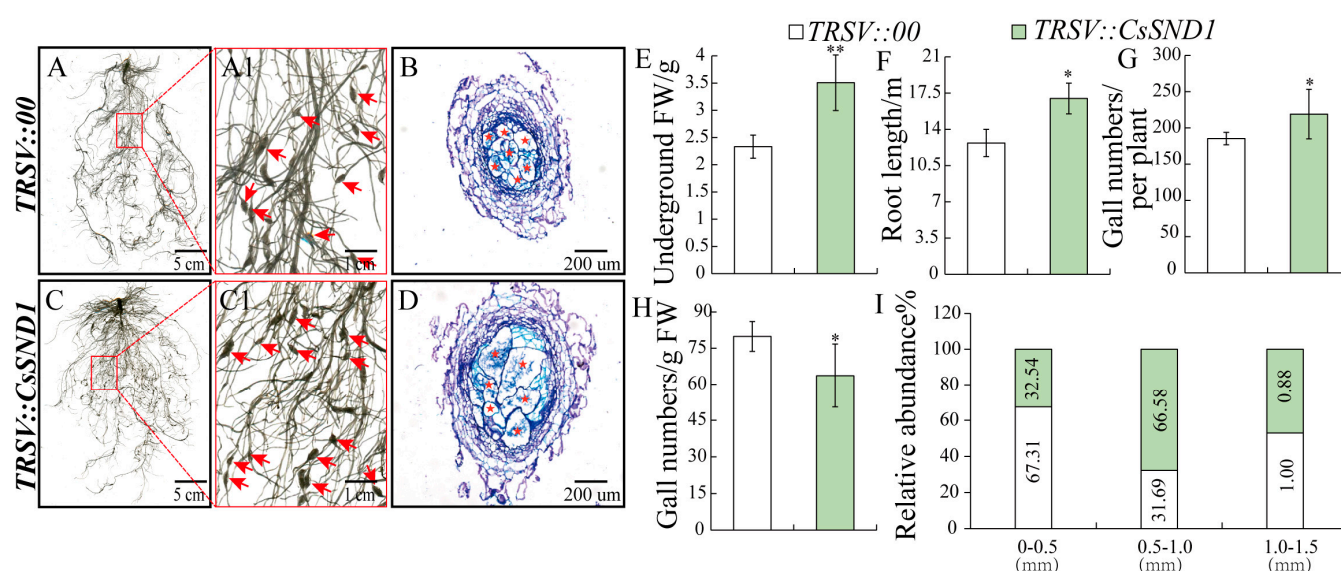 TRSV::00
TRSV::CsSND1
A
A1
B
E
F
G
TRSV::00
5 cm
1 cm
200 um
Underground FW/g
4
3.5
3
2.5
2
1.5
1
0.5
0
**
Root length/m
21
17.5
14
10.5
7
3.5
0
*
Gall numbers/
per plant
300
250
200
150
100
50
0
*
C
C1
D
H
I
TRSV::CsSND1
5 cm
1 cm
200 um
Gall numbers/g FW
90
75
60
45
30
15
0
*
Relative abundance%
120
100
80
60
40
20
0
32.54
67.31
66.58
31.69
0.88
1.00
0-0.5
(mm)
0.5-1.0
(mm)
1.0-1.5
(mm)